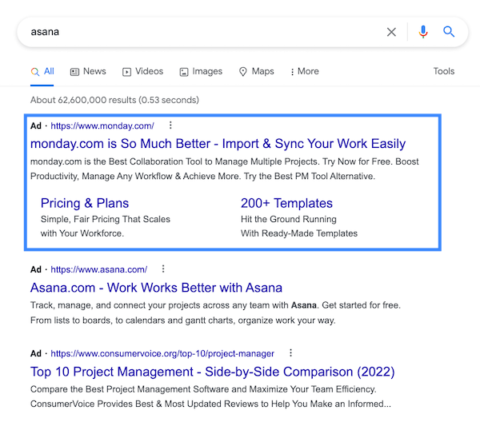 asana
All News Videos Images Maps More Tools
About 62,600,000 results (0.53 seconds)
Ad · https://www.monday.com/
monday.com is So Much Better - Import & Sync Your Work Easily
monday.com is the Best Collaboration Tool to Manage Multiple Projects. Try Now for Free. Boost
Productivity, Manage Any Workflow & Achieve More. Try the Best PM Tool Alternative.
Pricing & Plans
Simple, Fair Pricing That Scales
with Your Workforce.
200+ Templates
Hit the Ground Running
With Ready-Made Templates
Ad · https://www.asana.com/
Asana.com - Work Works Better with Asana
Track, manage, and connect your projects across any team with Asana. Get started for free.
From lists to boards, to calendars and gantt charts, organize work your way.
Ad · https://www.consumervoice.org/top-10/project-manager
Top 10 Project Management - Side-by-Side Comparison (2022)
Compare the Best Project Management Software and Maximize Your Team Efficiency.
ConsumerVoice Provides Best & Most Updated Reviews to Help You Make an Informed...